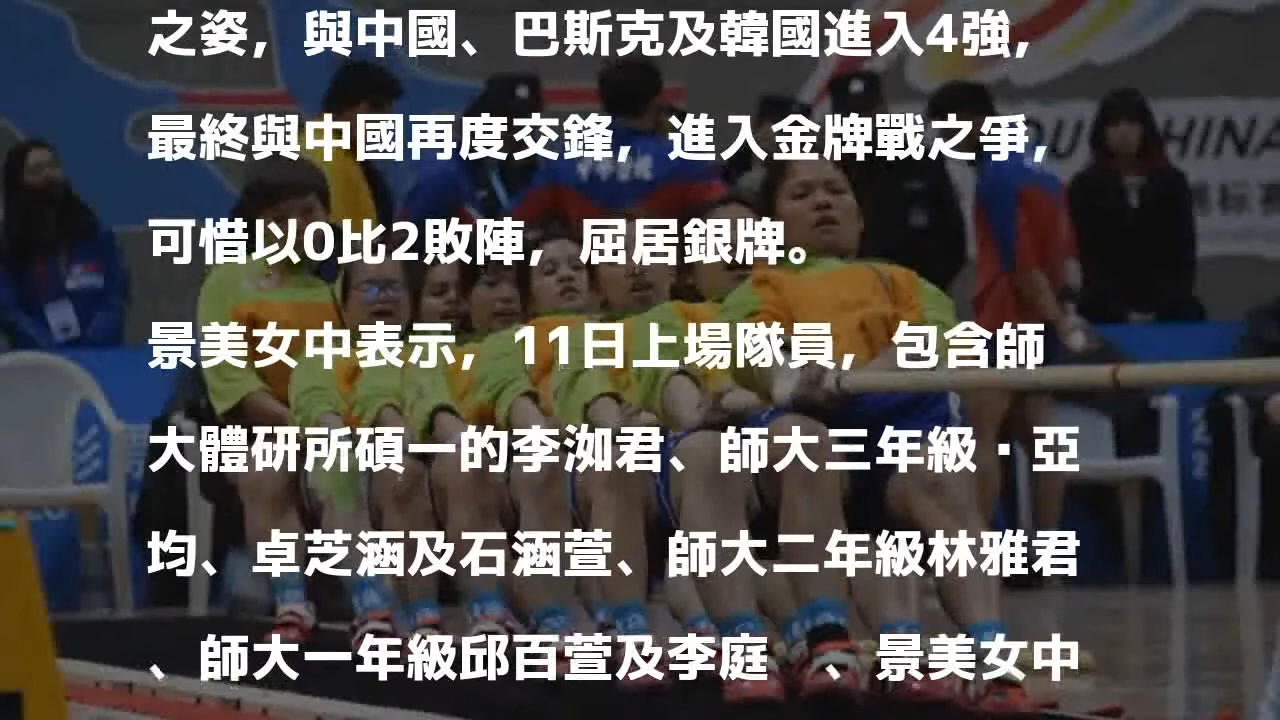 之姿，與中國、巴斯克及韓國進入4強，
最終與中國再度交鋒，進入金牌戰之爭，
可惜以0比2敗陣，屈居銀牌。
景美女中表示，11日上場隊員，包含師
大體研所碩一的李洳君、師大三年級·亞
均、卓芝涵及石涵萱、師大二年級林雅君
、師大一年級邱百萱及李庭　、景美女中
HINA
标赛